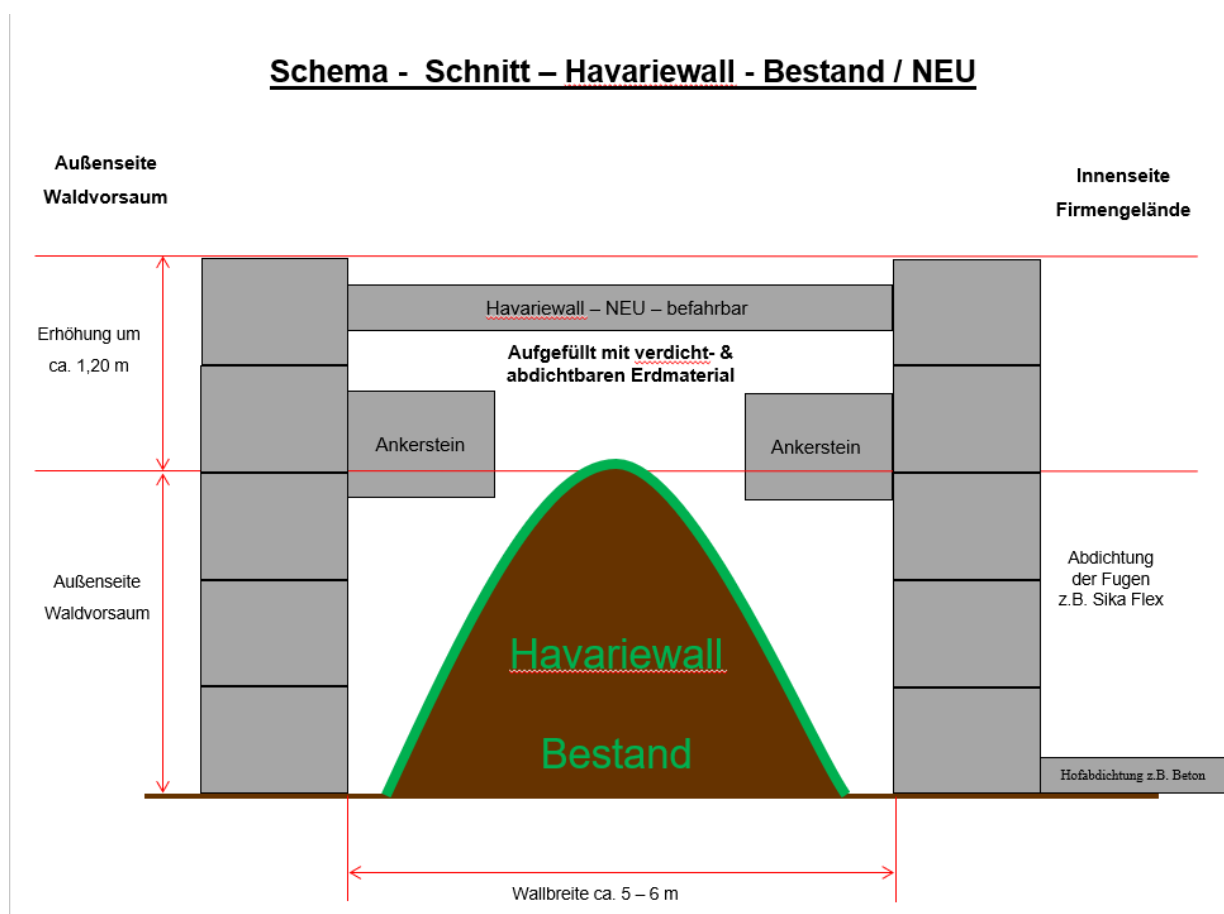 Schema - Schnitt – Havariewall - Bestand / NEU
Außenseite
Waldvorsaum
Innenseite
Firmengelände
Erhöhung um
ca. 1,20 m
Havariewall – NEU – befahrbar
Aufgefüllt mit verdicht- &
abdichtbaren Erdmaterial
Ankerstein
Ankerstein
Außenseite
Waldvorsaum
Abdichtung
der Fugen
z.B. Sika Flex
Havariewall
Bestand
Hofabdichtung z.B. Beton
Wallbreite ca. 5 – 6 m